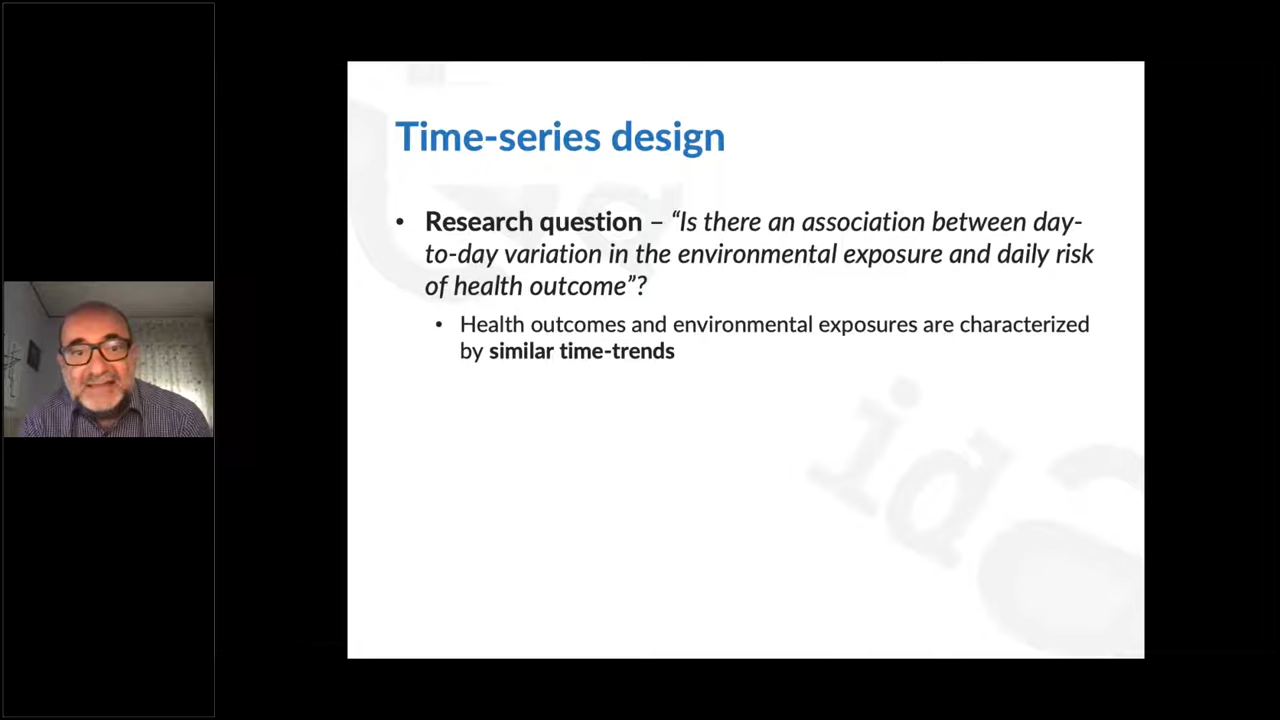 Time-series design
• Research question – “Is there an association between day-
to-day variation in the environmental exposure and daily risk
of health outcome”?
• Health outcomes and environmental exposures are characterized
by similar time-trends